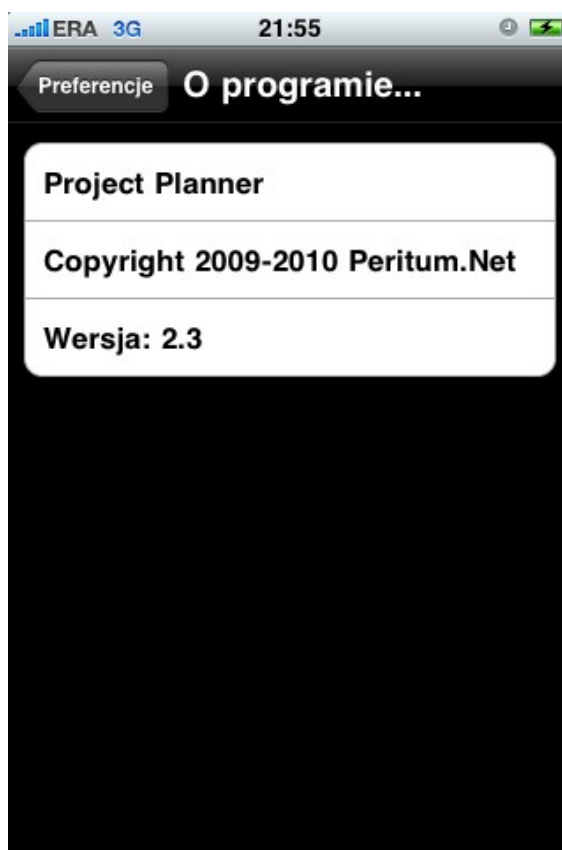 ERA 3G 21:55
Preferencje O programie...
Project Planner
Copyright 2009-2010 Peritum.Net
Wersja: 2.3